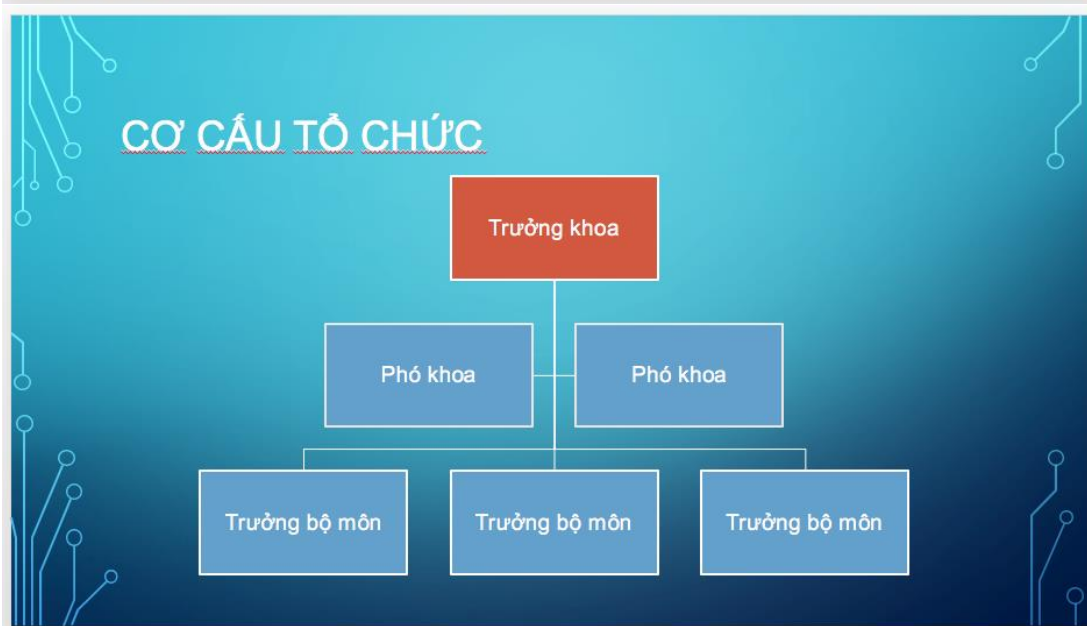 CƠ CẤU TỔ CHỨC
Trưởng khoa
Phó khoa
Phó khoa
Trưởng bộ môn
Trưởng bộ môn
Trưởng bộ môn